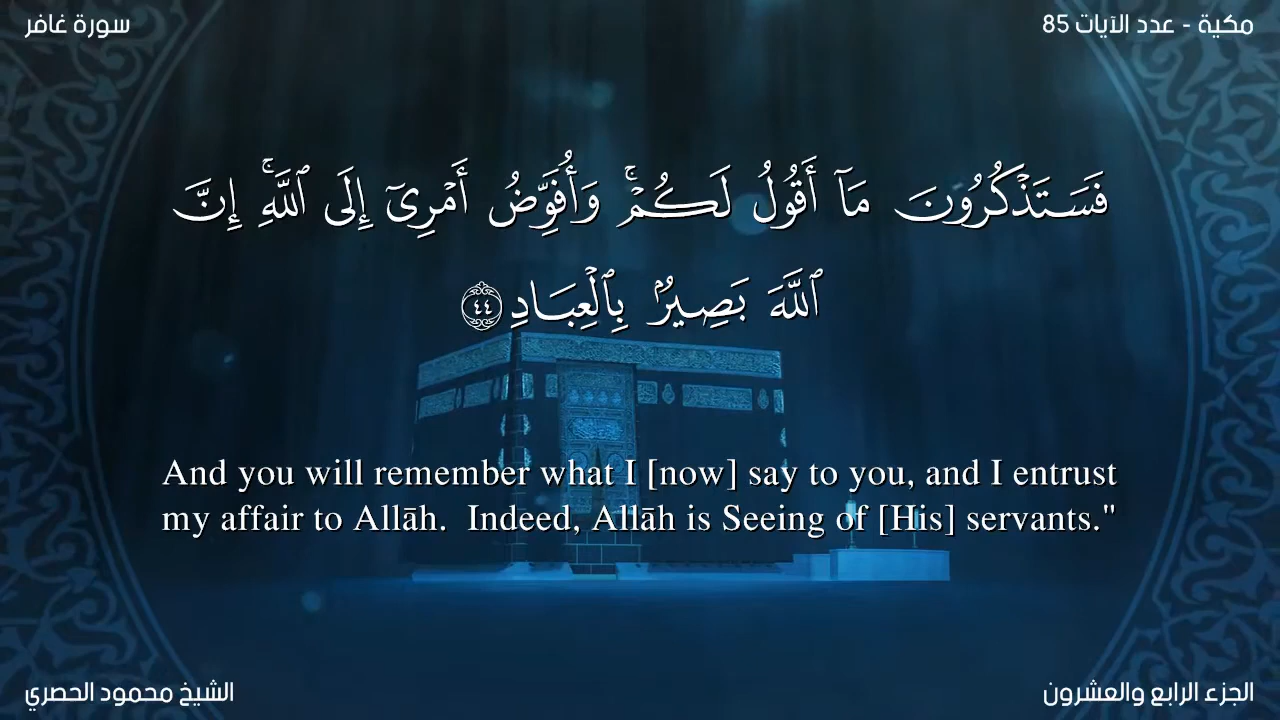 مكية - عدد الآيات 85
سورة غافر
فَسَتَذْكُرُونَ مَآ أَقُولُ لَكُمْ ۚ وَأُفَوِّضُ أَمْرِىٓ إِلَى ٱللَّهِ ۚ إِنَّ
ٱللَّهَ بَصِيرٌۢ بِٱلْعِبَادِ ٤٤
And you will remember what I [now] say to you, and I entrust
my affair to Allāh.  Indeed, Allāh is Seeing of [His] servants."
الجزء الرابع والعشرون
الشيخ محمود الحصري